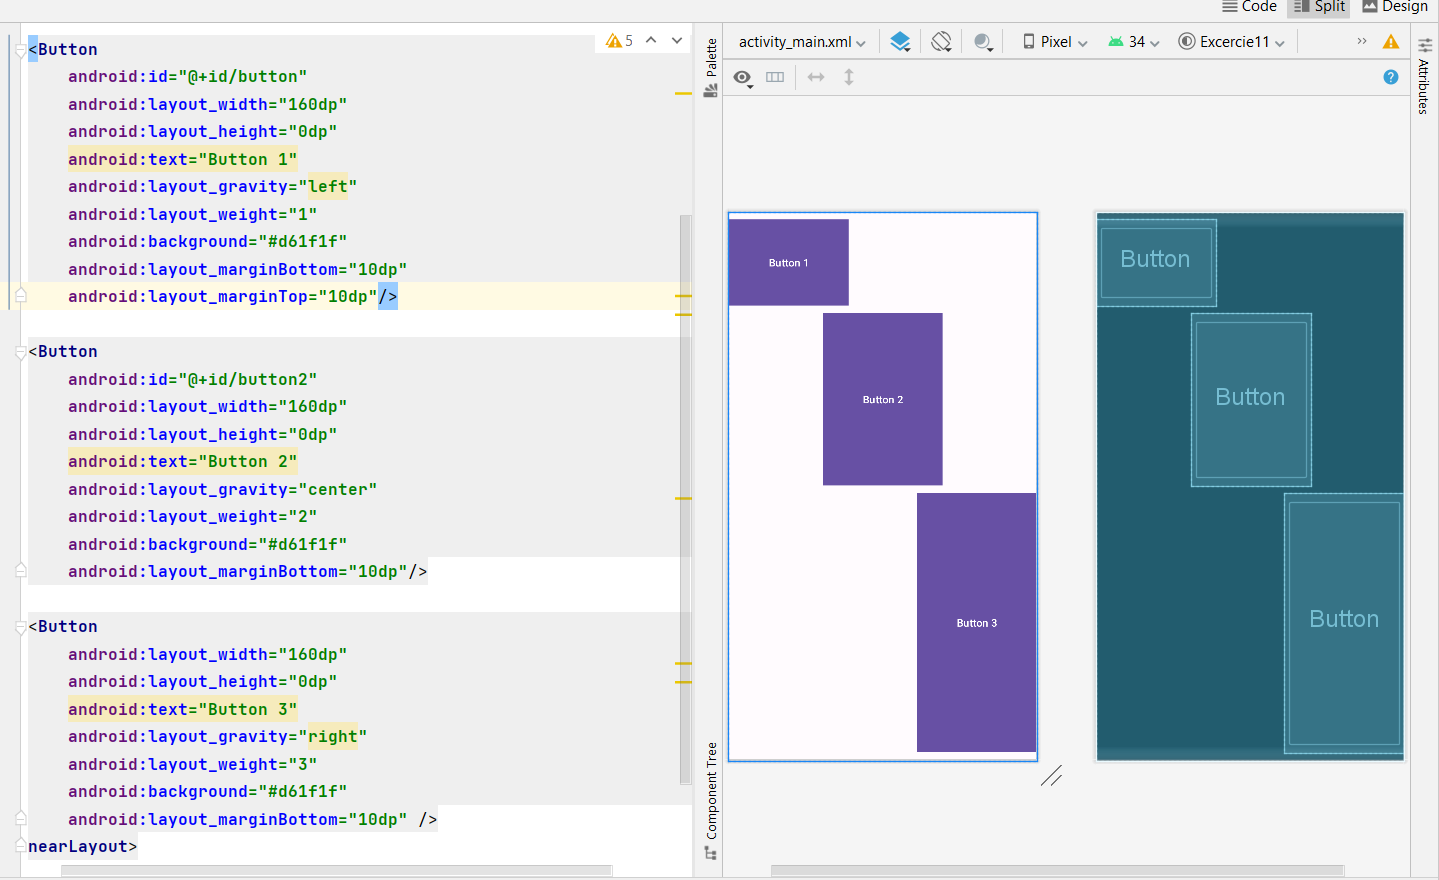 Code Split Design
<Button
5
android:id="@+id/button"
android:layout_width="160dp"
android:layout_height="0dp"
android:text="Button 1"
android:layout_gravity="left"
android:layout_weight="1"
android:background="#d61f1f"
android:layout_marginBottom="10dp"
android:layout_marginTop="10dp"/>
<Button
android:id="@+id/button2"
android:layout_width="160dp"
android:layout_height="0dp"
android:text="Button 2"
android:layout_gravity="center"
android:layout_weight="2"
android:background="#d61f1f"
android:layout_marginBottom="10dp"/>
<Button
android:layout_width="160dp"
android:layout_height="0dp"
android:text="Button 3"
android:layout_gravity="right"
android:layout_weight="3"
android:background="#d61f1f"
android:layout_marginBottom="10dp" />
nearLayout>
Palette
Component Tree
activity_main.xml Pixel 34 Excercie11 »
?
Button 1
Button 2
Button 3
Button
Button
Button
Attributes